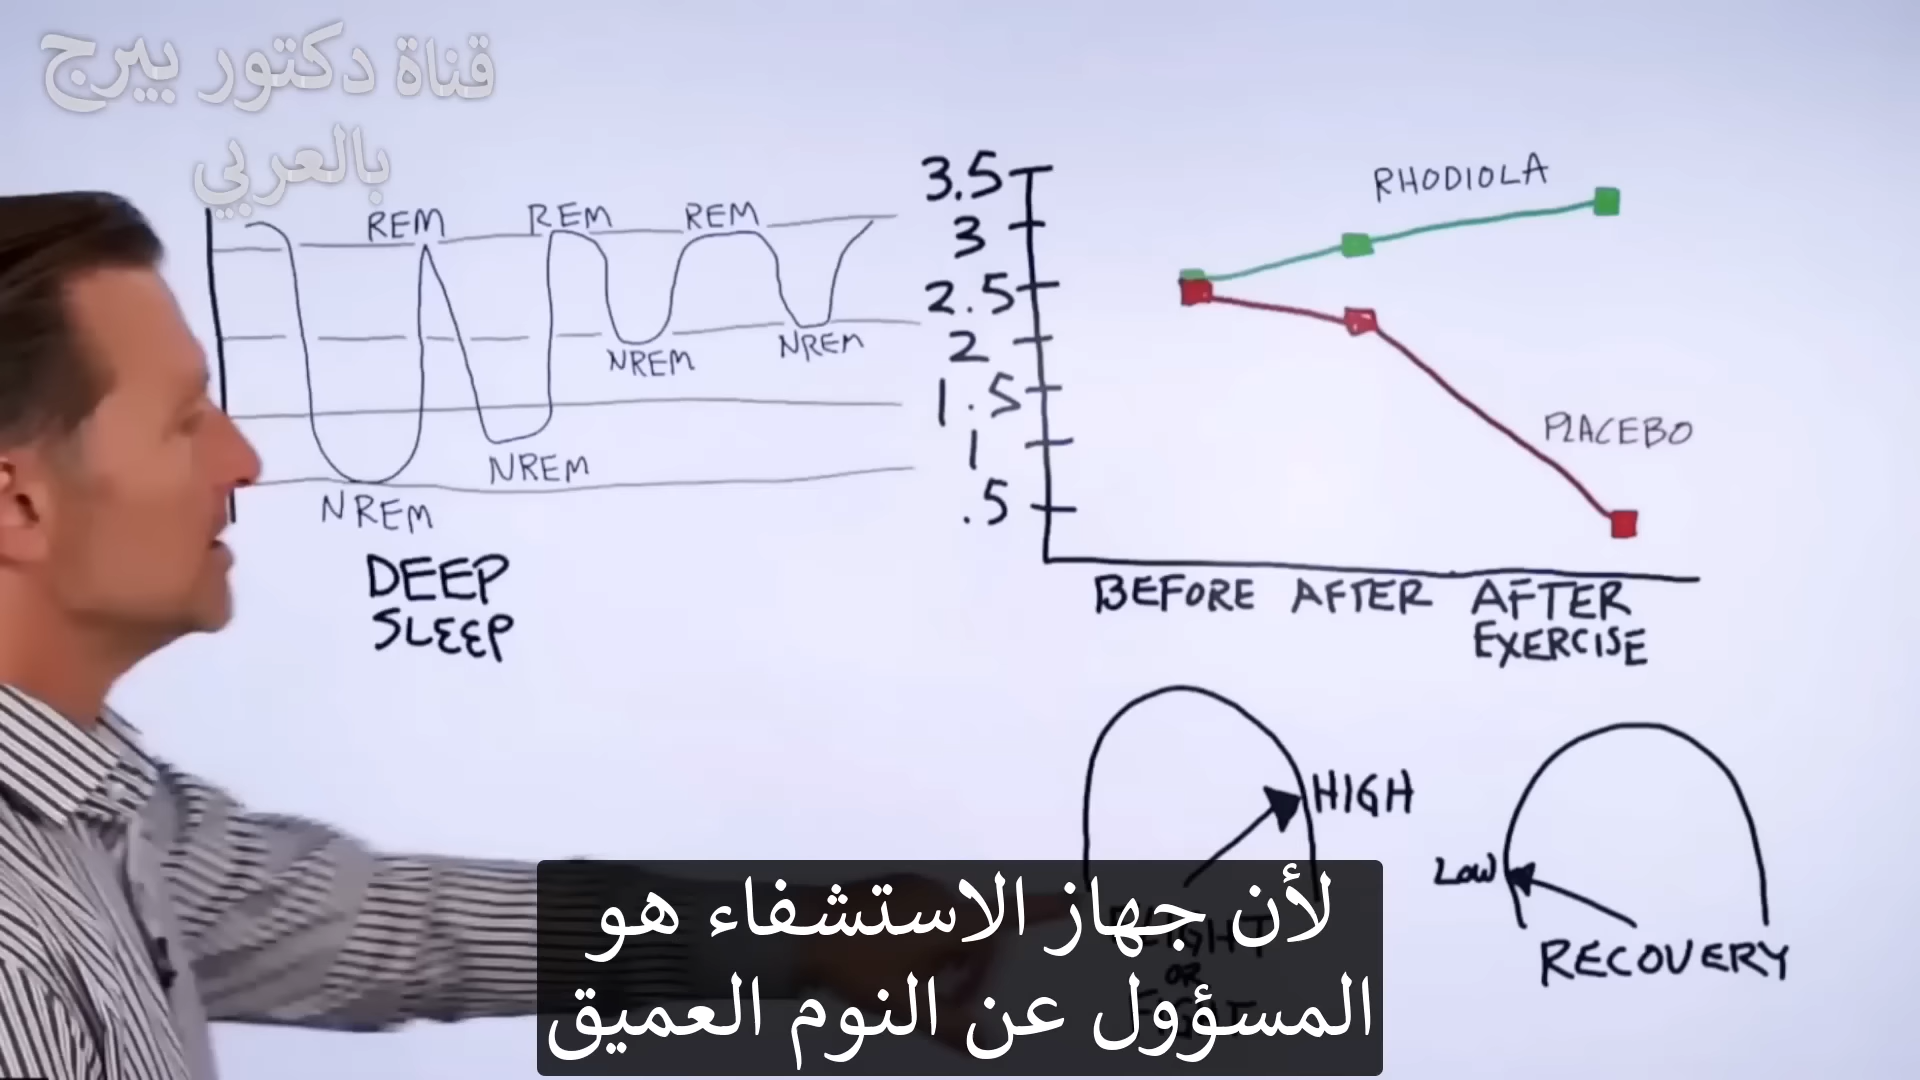 قناة دكتور بيرج
بالعربي
REM
REM
REM
NREM
NREM
NREM
NREM
DEEP
SLEEP
3.5
3
2.5
2
1.5
1
.5
RHODIOLA
PLACEBO
BEFORE
AFTER
AFTER
EXERCISE
HIGH
OR
LOW
RECOVERY
لأن جهاز الاستشفاء هو
المسؤول عن النوم العميق